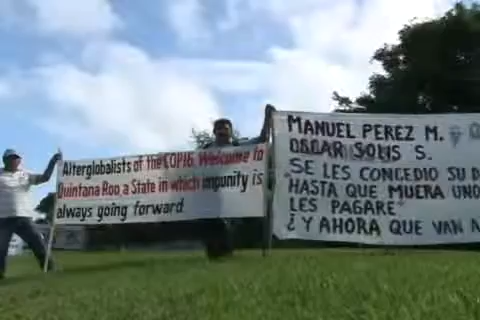 Alterglobalists of the COP16 Welcome to
Quintana Roo a State in which impunity is
always going forward
MANUEL PEREZ M.
OSCAR SOLIS S.
SE LES CONCEDIO SU
"HASTA QUE MUERA UNO
LES PAGARE"
¿Y AHORA QUE VAN A